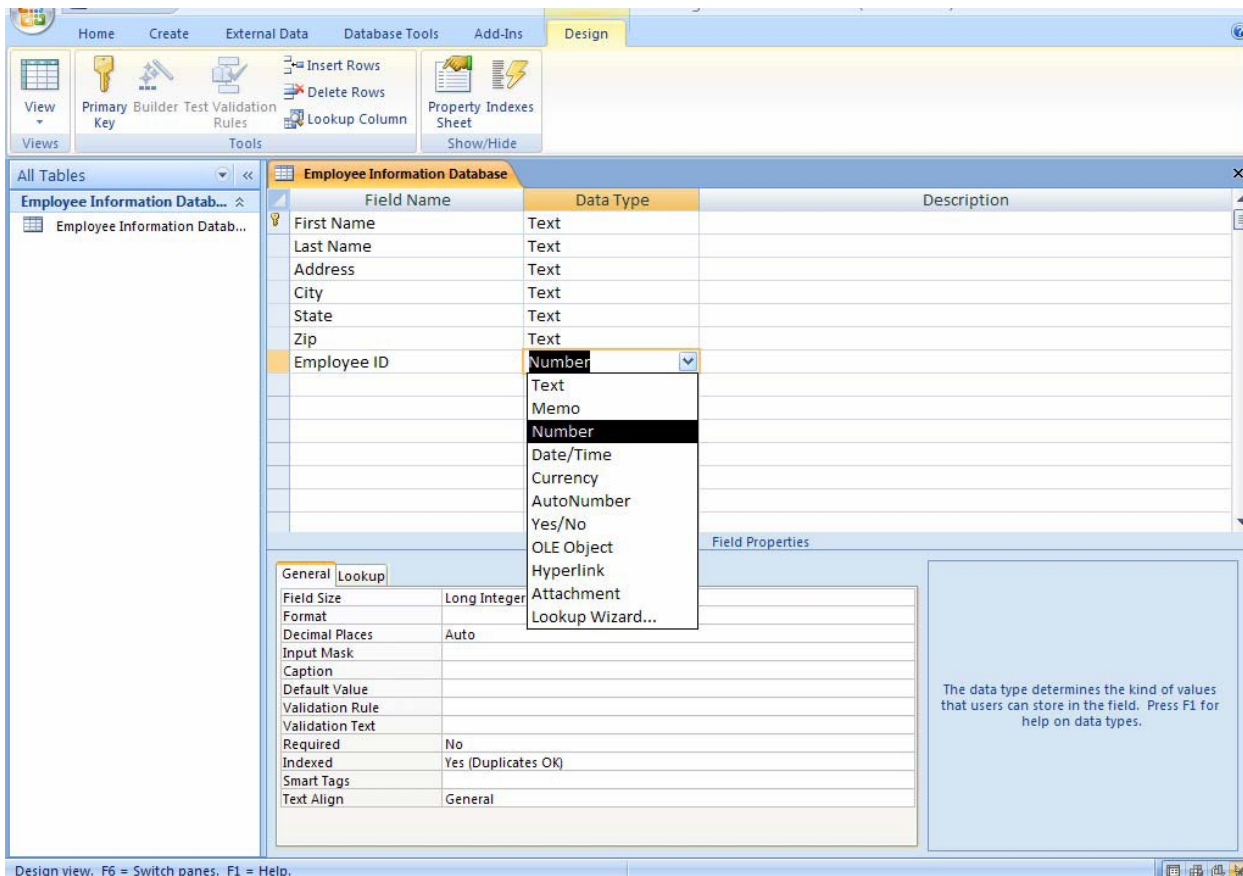 Home Create External Data Database Tools Add-Ins Design
Insert Rows
Delete Rows
Lookup Column
View Primary Key Builder Test Validation Rules Property Sheet Indexes
Views Tools Show/Hide
All Tables
Employee Information Datab...
Employee Information Datab...
Employee Information Database
Field Name Data Type Description
First Name Text
Last Name Text
Address Text
City Text
State Text
Zip Text
Employee ID Number
Text
Memo
Number
Date/Time
Currency
AutoNumber
Yes/No
OLE Object
Hyperlink
Attachment
Lookup Wizard...
Field Properties
General Lookup
Field Size Long Integer
Format
Decimal Places Auto
Input Mask
Caption
Default Value
Validation Rule
Validation Text
Required No
Indexed Yes (Duplicates OK)
Smart Tags
Text Align General
The data type determines the kind of values
that users can store in the field. Press F1 for
help on data types.
Design view. F6 = Switch panes. F1 = Help.